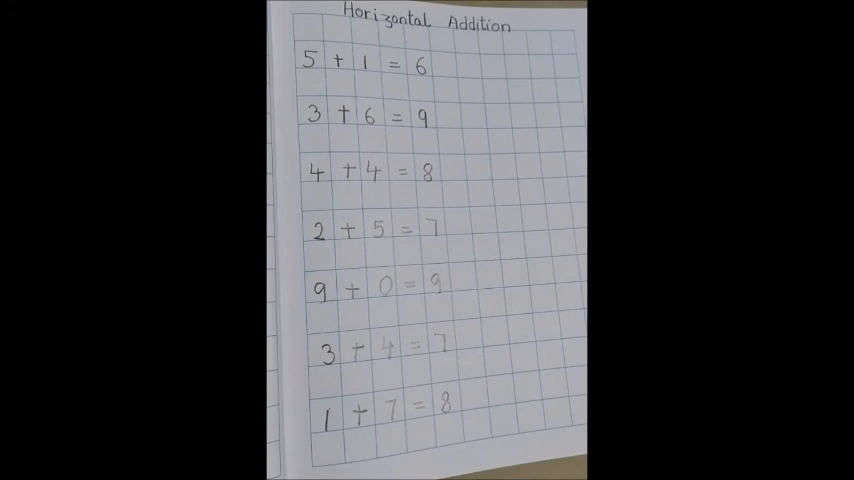 Horizontal Addition
5 + 1 = 6
3 + 6 = 9
4 + 4 = 8
2 + 5 = 7
9 + 0 = 9
3 + 4 = 7
1 + 7 = 8